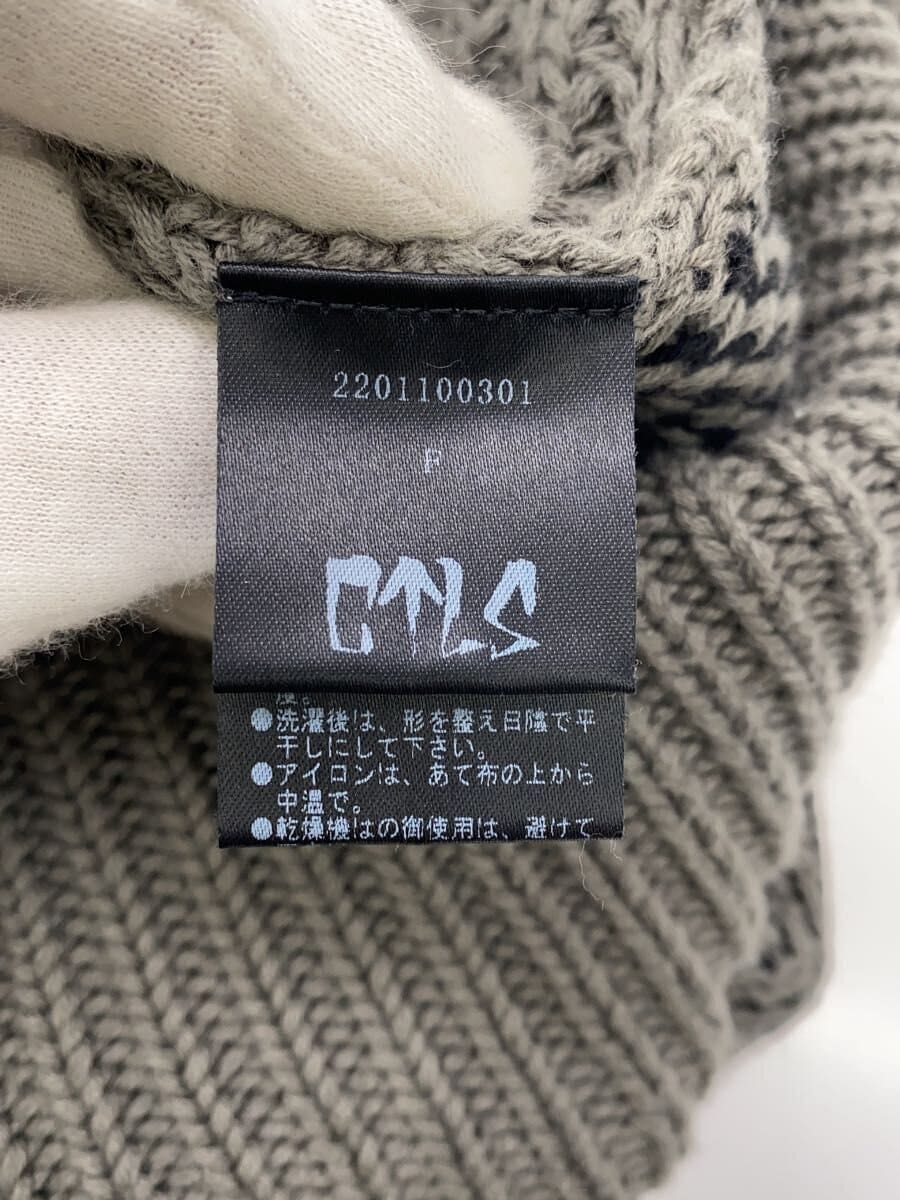 2201100301
F
CTLS
●洗濯後は、形を整え日陰で平
干しにして下さい。
●アイロンは、あて布の上から
中温で。
●乾燥機はの御使用は、避けて